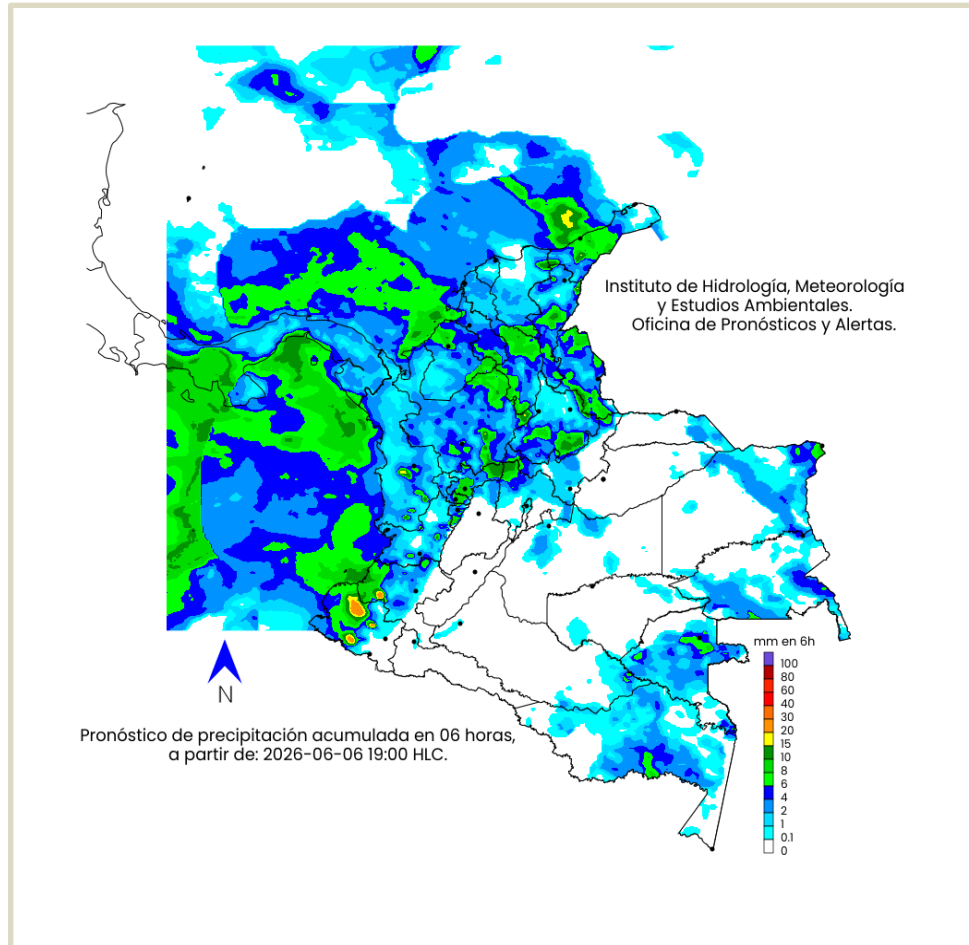 Instituto de Hidrología, Meteorología
y Estudios Ambientales.
Oficina de Pronósticos y Alertas.
mm en 6h
100
80
60
40
30
20
15
10
8
6
4
2
1
0.1
0
N
Pronóstico de precipitación acumulada en 06 horas,
a partir de: 2026-06-06 19:00 HLC.